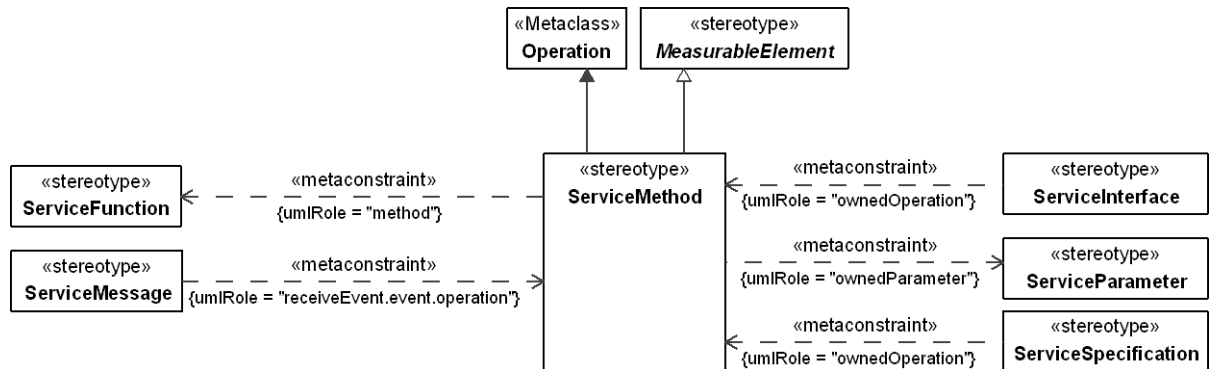 «Metaclass»
Operation
«stereotype»
MeasurableElement
«stereotype»
ServiceFunction
«metaconstraint»
{umlRole = "method"}
«stereotype»
ServiceMessage
«metaconstraint»
{umlRole = "receiveEvent.event.operation"}
«stereotype»
ServiceMethod
«metaconstraint»
{umlRole = "ownedOperation"}
«stereotype»
ServiceInterface
«metaconstraint»
{umlRole = "ownedParameter"}
«stereotype»
ServiceParameter
«metaconstraint»
{umlRole = "ownedOperation"}
«stereotype»
ServiceSpecification